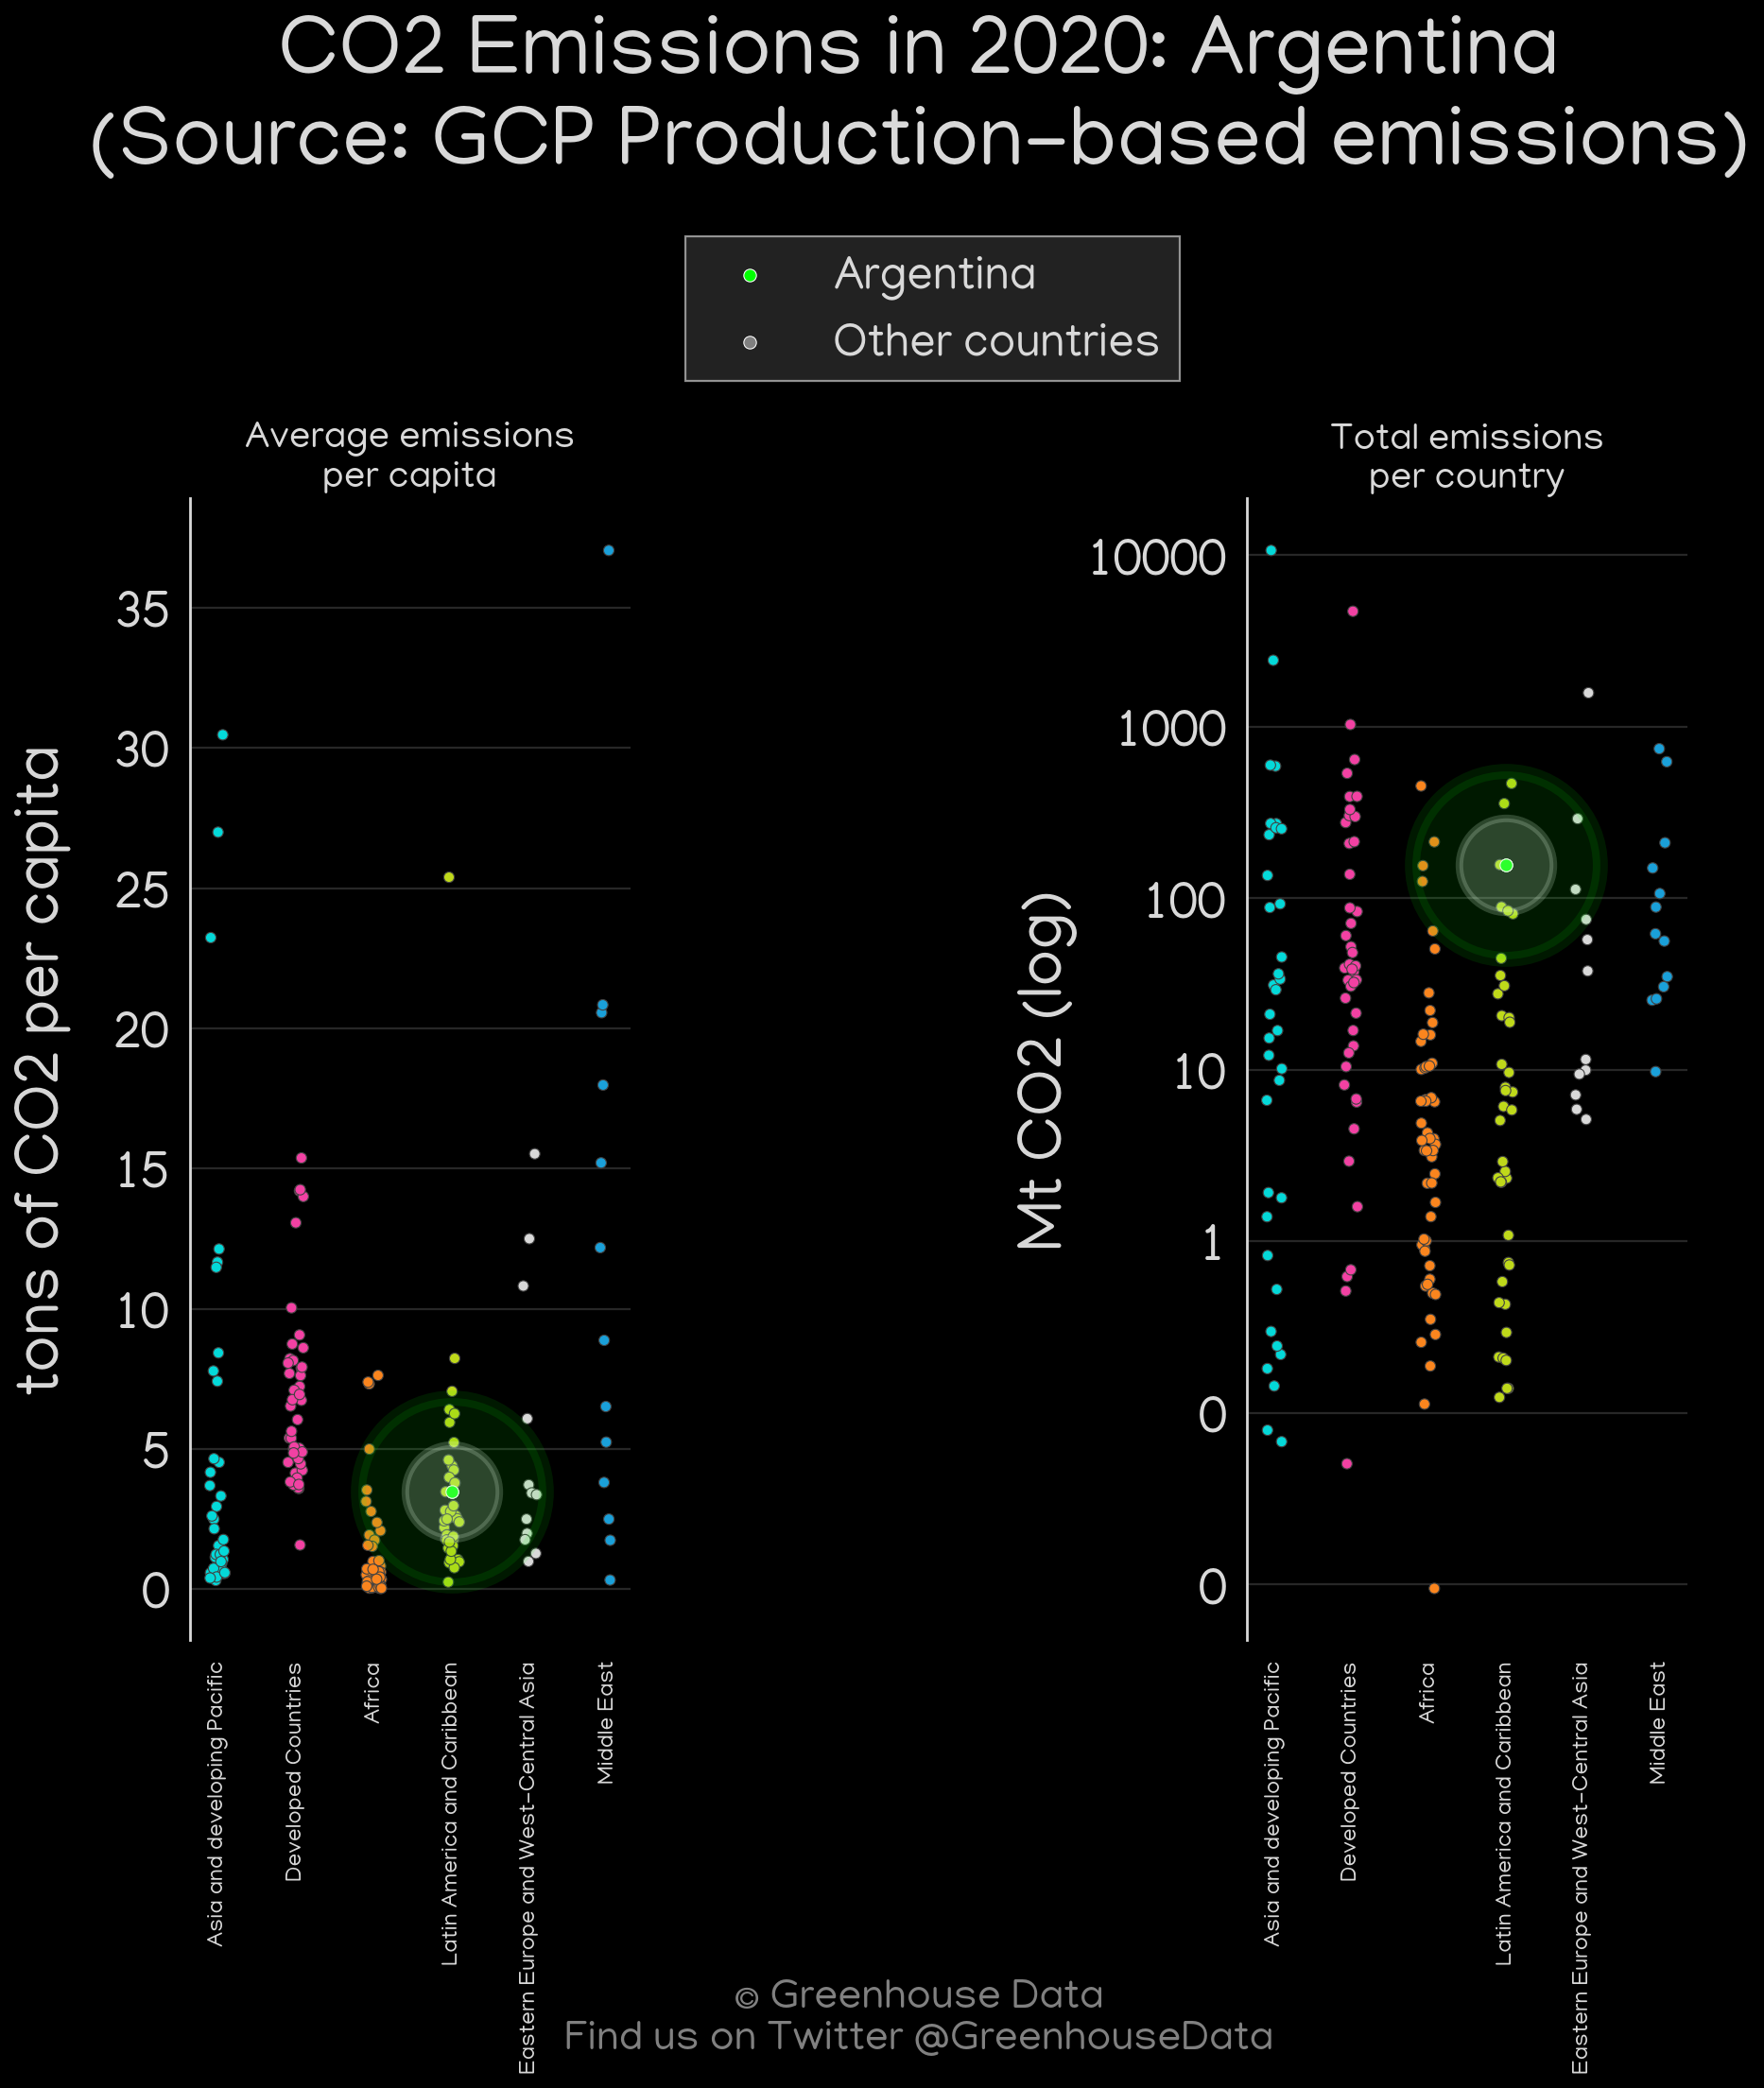 CO2 Emissions in 2020: Argentina
(Source: GCP Production-based emissions)
Argentina
Other countries
Average emissions
per capita
tons of CO2 per capita
35
30
25
20
15
10
5
0
Asia and developing Pacific
Developed Countries
Africa
Latin America and Caribbean
Eastern Europe and West-Central Asia
Middle East
Total emissions
per country
Mt CO2 (log)
10000
1000
100
10
1
0
0
Asia and developing Pacific
Developed Countries
Africa
Latin America and Caribbean
Eastern Europe and West-Central Asia
Middle East
© Greenhouse Data
Find us on Twitter @GreenhouseData